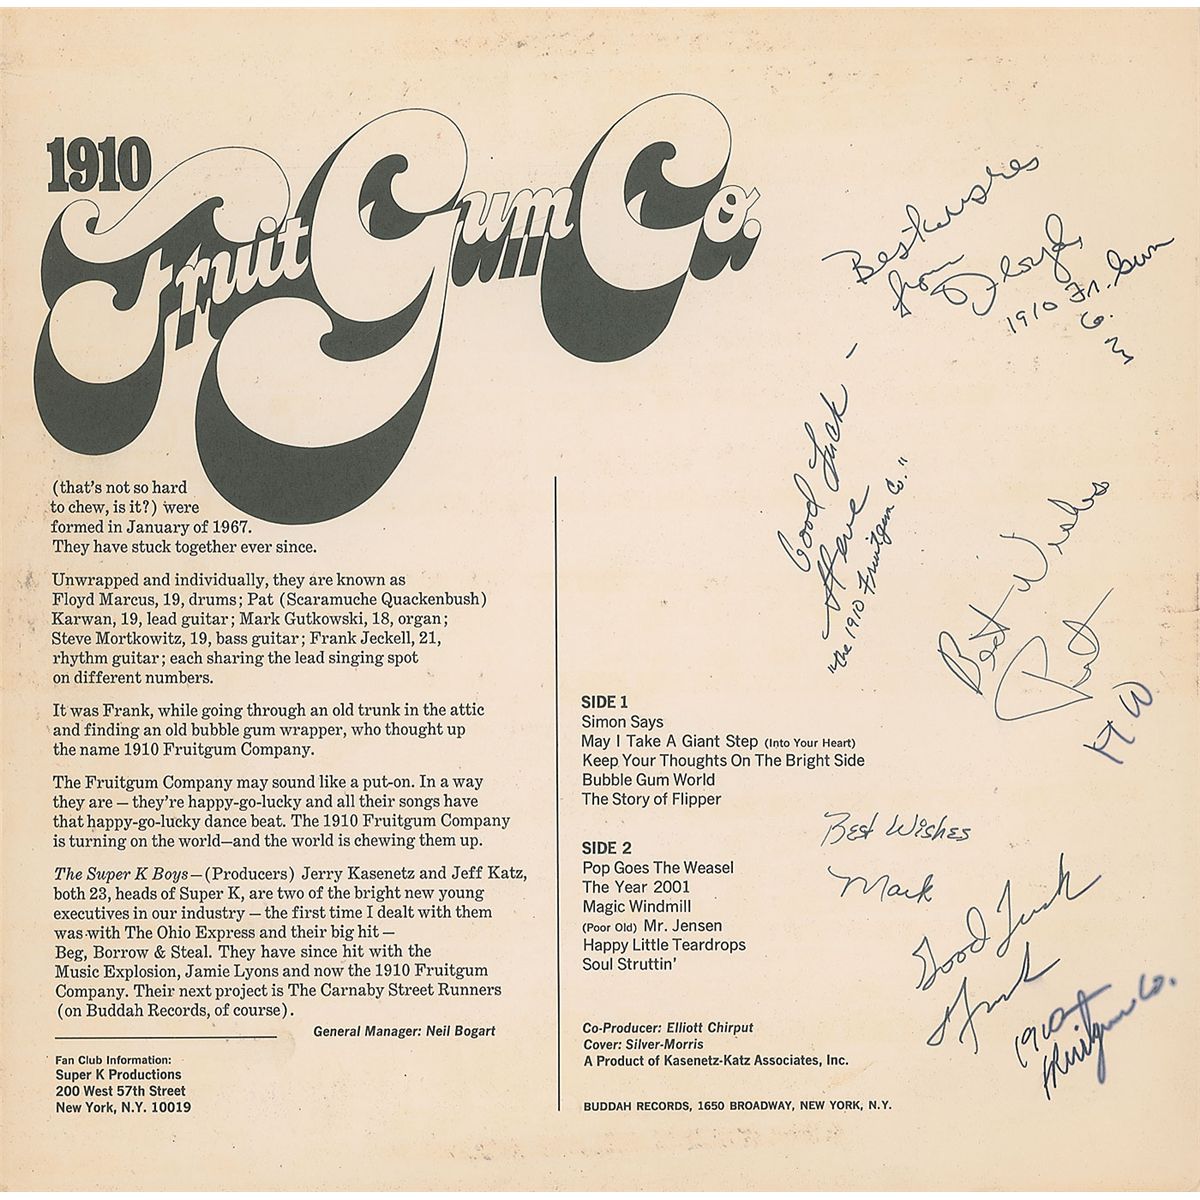 1910
Fruit Gum Co.
(that's not so hard
to chew, is it?) were
formed in January of 1967.
They have stuck together ever since.
Unwrapped and individually, they are known as
Floyd Marcus, 19, drums; Pat (Scaramuche Quackenbush)
Karwan, 19, lead guitar; Mark Gutkowski, 18, organ;
Steve Mortkowitz, 19, bass guitar; Frank Jeckell, 21,
rhythm guitar; each sharing the lead singing spot
on different numbers.
It was Frank, while going through an old trunk in the attic
and finding an old bubble gum wrapper, who thought up
the name 1910 Fruitgum Company.
The Fruitgum Company may sound like a put-on. In a way
they are — they're happy-go-lucky and all their songs have
that happy-go-lucky dance beat. The 1910 Fruitgum Company
is turning on the world—and the world is chewing them up.
The Super K Boys—(Producers) Jerry Kasenetz and Jeff Katz,
both 23, heads of Super K, are two of the bright new young
executives in our industry — the first time I dealt with them
was with The Ohio Express and their big hit —
Beg, Borrow & Steal. They have since hit with the
Music Explosion, Jamie Lyons and now the 1910 Fruitgum
Company. Their next project is The Carnaby Street Runners
(on Buddah Records, of course).
General Manager: Neil Bogart
Fan Club Information:
Super K Productions
200 West 57th Street
New York, N.Y. 10019
SIDE 1
Simon Says
May I Take A Giant Step (Into Your Heart)
Keep Your Thoughts On The Bright Side
Bubble Gum World
The Story of Flipper
SIDE 2
Pop Goes The Weasel
The Year 2001
Magic Windmill
(Poor Old) Mr. Jensen
Happy Little Teardrops
Soul Struttin'
Co-Producer: Elliott Chirput
Cover: Silver-Morris
A Product of Kasenetz-Katz Associates, Inc.
BUDDAH RECORDS, 1650 BROADWAY, NEW YORK, N.Y.
Best wishes
from Floyd
1910 Fr. Gum
Co.
Good Luck —
Steve
"the 1910 Fruitgum Co."
Best Wishes
Pat
Best Wishes
Mark
Good Luck
Frank
1910
Fruitgum Co.